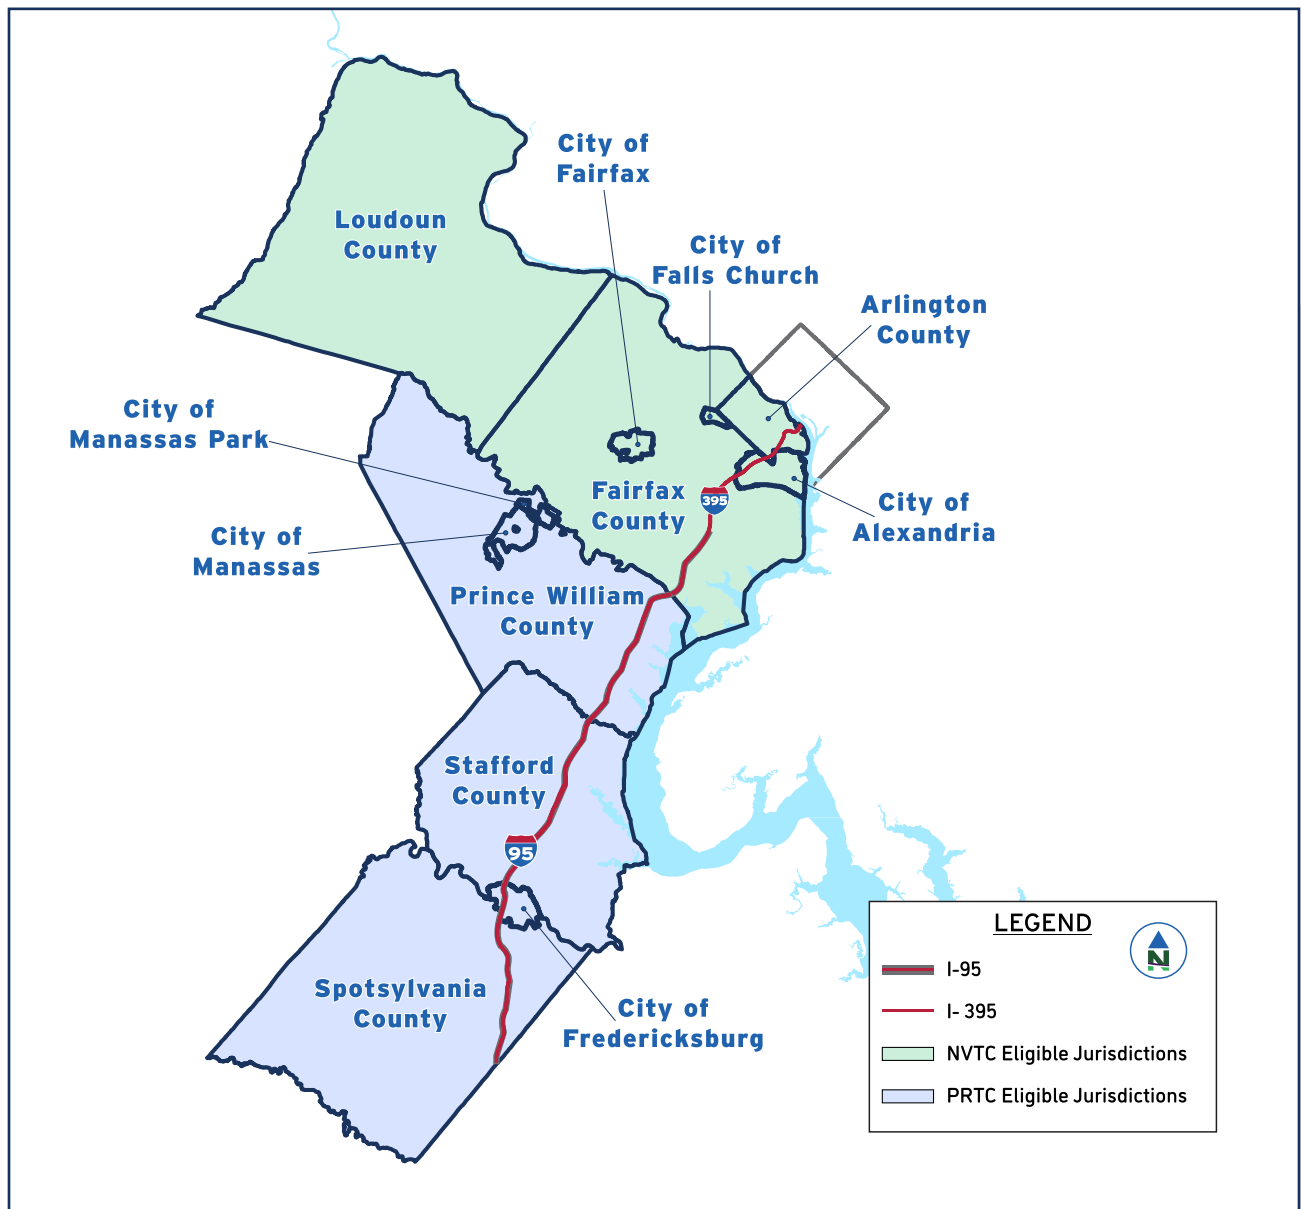 City of
Fairfax
Loudoun
County
City of
Falls Church
Arlington
County
City of
Manassas Park
Fairfax
County
395
City of
Alexandria
City of
Manassas
Prince William
County
Stafford
County
95
Spotsylvania
County
City of
Fredericksburg
LEGEND
N
I-95
I- 395
NVTC Eligible Jurisdictions
PRTC Eligible Jurisdictions